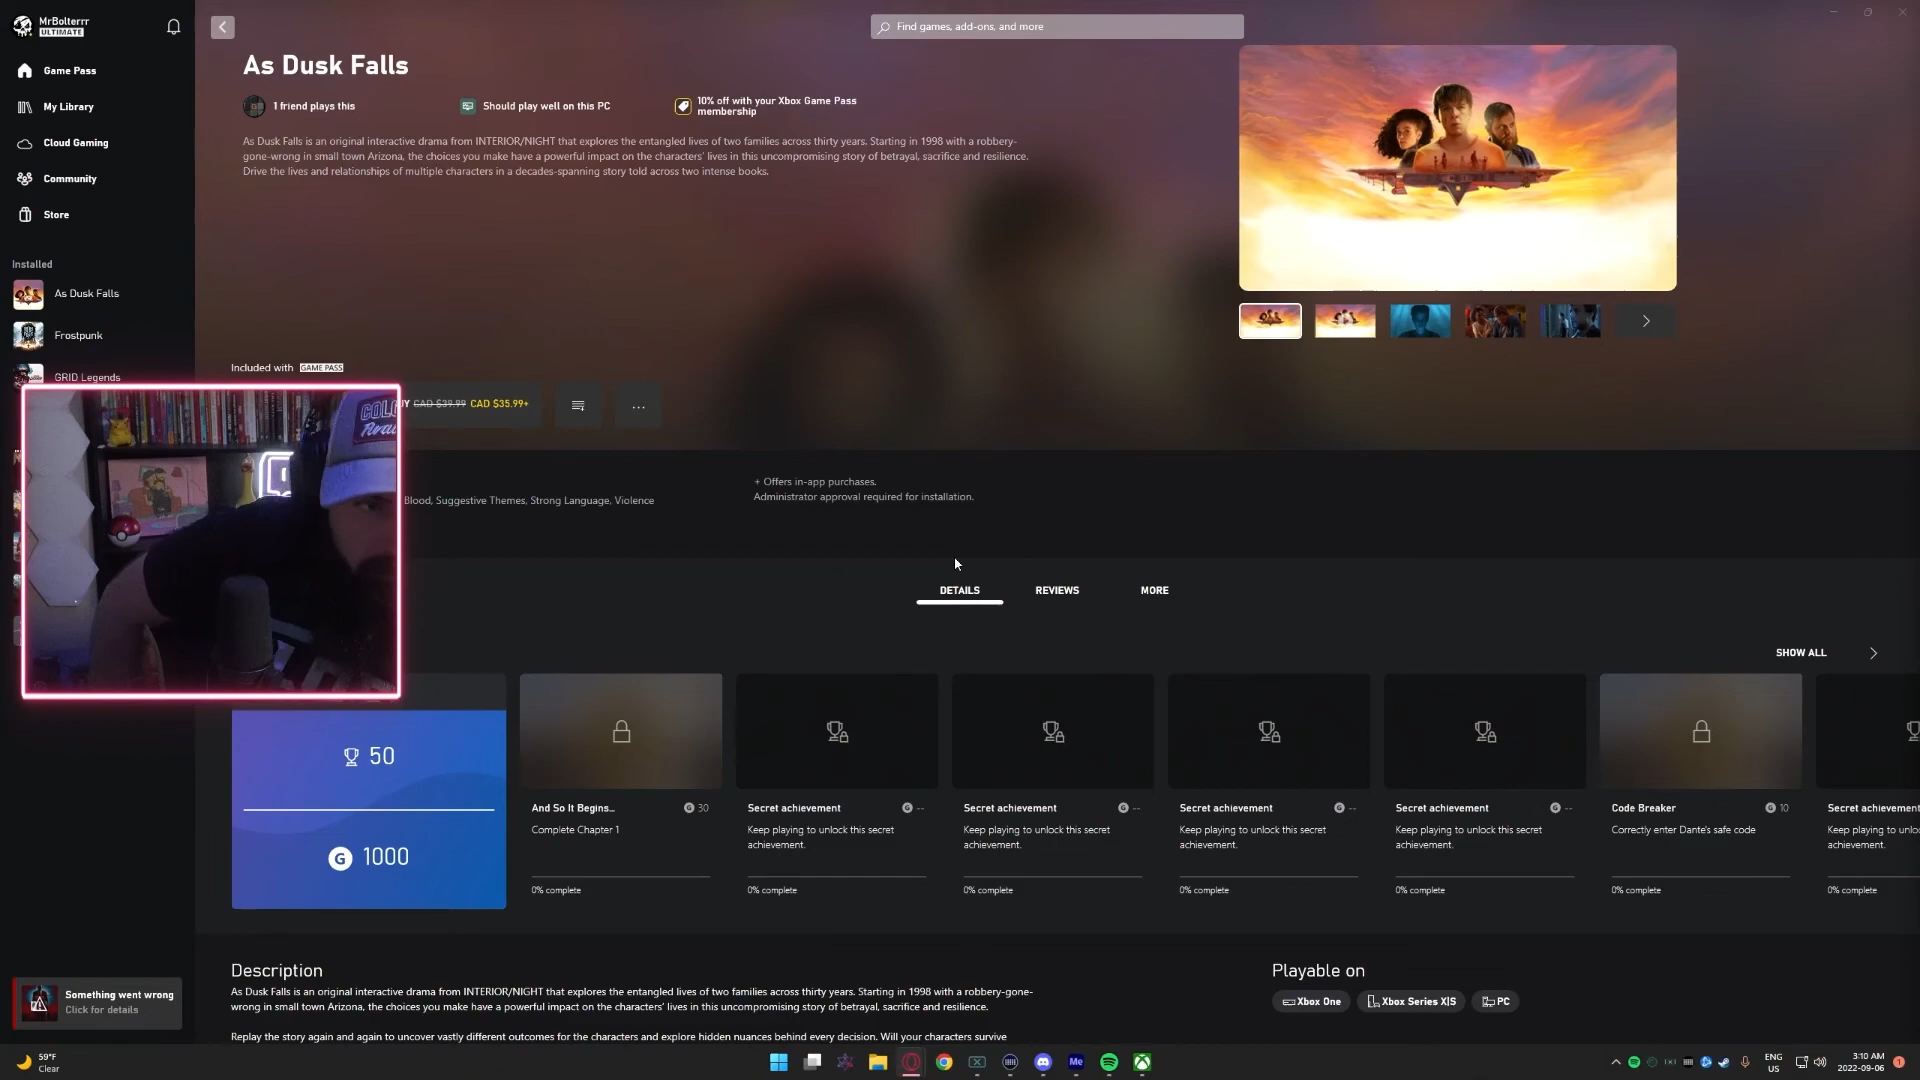 MrBolterrr
ULTIMATE
Game Pass
My Library
Cloud Gaming
Community
Store
Installed
As Dusk Falls
Frostpunk
GRID Legends
Something went wrong
Click for details
Find games, add-ons, and more
As Dusk Falls
1 friend plays this
Should play well on this PC
10% off with your Xbox Game Pass
membership
As Dusk Falls is an original interactive drama from INTERIOR/NIGHT that explores the entangled lives of two families across thirty years. Starting in 1998 with a robbery-
gone-wrong in small town Arizona, the choices you make have a powerful impact on the characters' lives in this uncompromising story of betrayal, sacrifice and resilience.
Drive the lives and relationships of multiple characters in a decades-spanning story told across two intense books.
Included with GAME PASS
CAD $39.99 CAD $35.99+
...
Blood, Suggestive Themes, Strong Language, Violence
+ Offers in-app purchases.
Administrator approval required for installation.
DETAILS
REVIEWS
MORE
SHOW ALL
50
G 1000
And So It Begins...
G 30
Complete Chapter 1
0% complete
Secret achievement
G --
Keep playing to unlock this secret
achievement.
0% complete
Secret achievement
G --
Keep playing to unlock this secret
achievement.
0% complete
Secret achievement
G --
Keep playing to unlock this secret
achievement.
0% complete
Secret achievement
G --
Keep playing to unlock this secret
achievement.
0% complete
Code Breaker
G 10
Correctly enter Dante's safe code
0% complete
Secret achievement
Keep playing to
achievement.
0% complete
Description
As Dusk Falls is an original interactive drama from INTERIOR/NIGHT that explores the entangled lives of two families across thirty years. Starting in 1998 with a robbery-gone-
wrong in small town Arizona, the choices you make have a powerful impact on the characters' lives in this uncompromising story of betrayal, sacrifice and resilience.
Replay the story again and again to uncover vastly different outcomes for the characters and explore hidden nuances behind every decision. Will your characters survive
Playable on
Xbox One
Xbox Series X|S
PC
59°F
Clear
Me
ENG
US
3:10 AM
2022-09-06
1